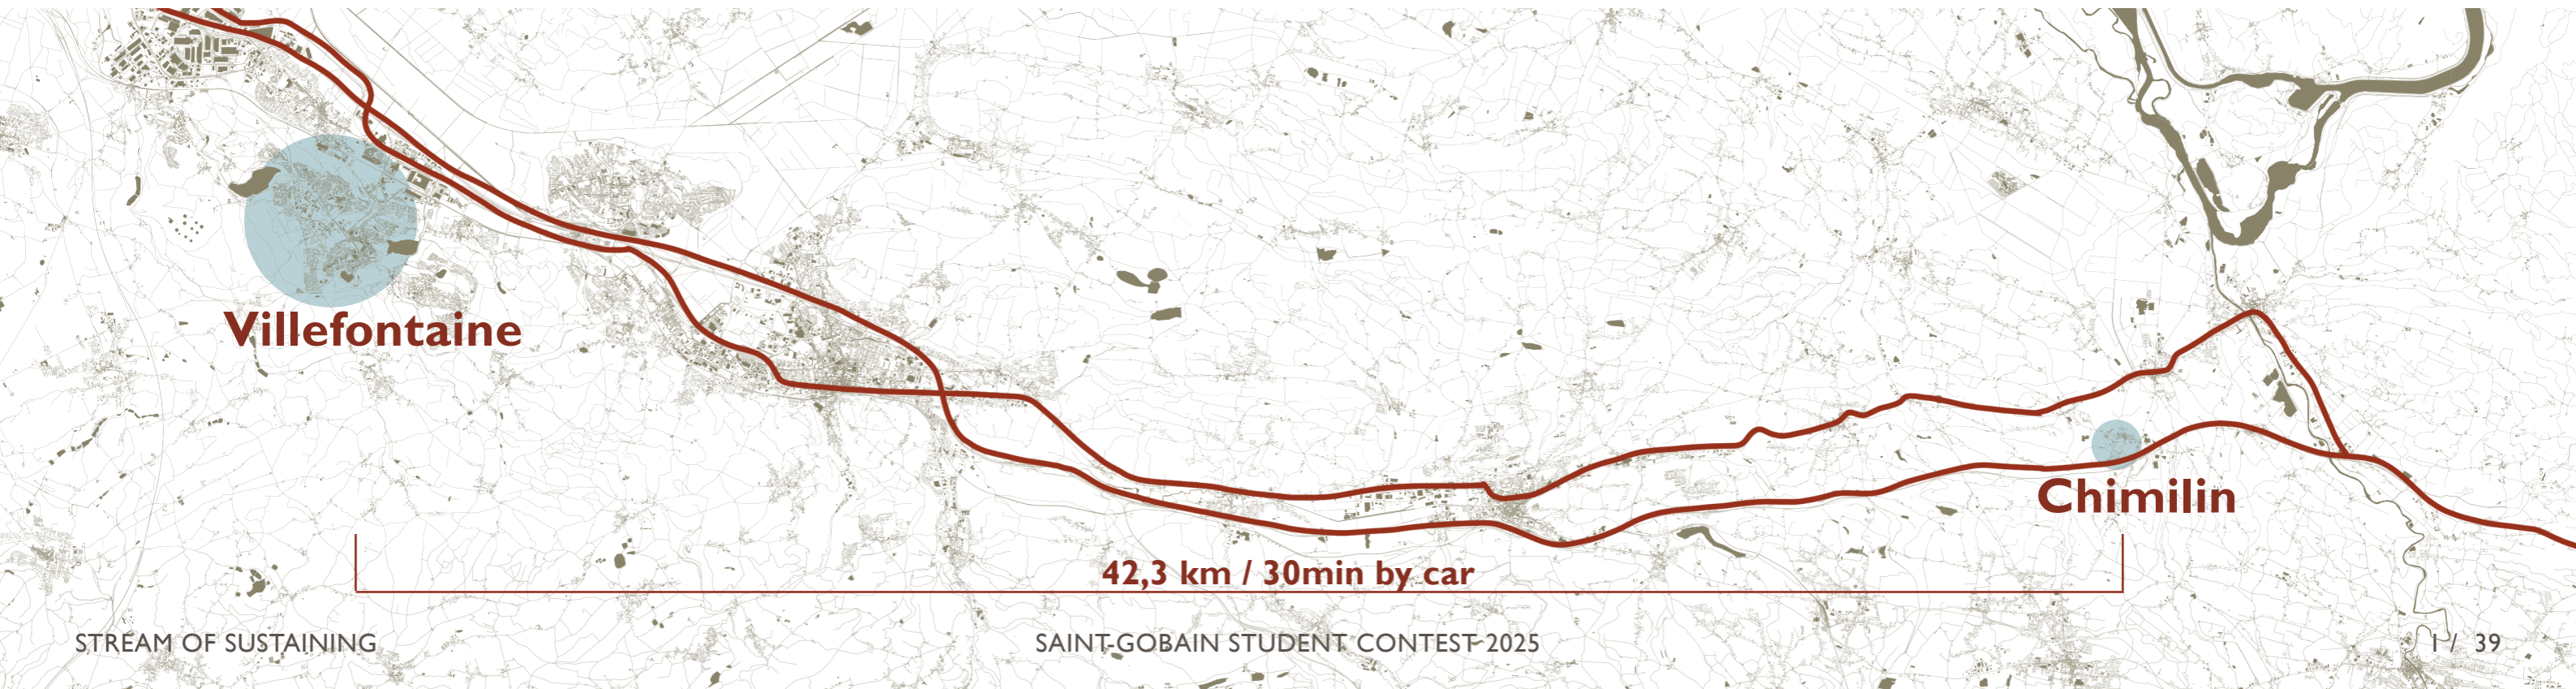 Villefontaine
Chimilin
42,3 km / 30min by car
STREAM OF SUSTAINING
SAINT-GOBAIN STUDENT CONTEST 2025
1 / 39